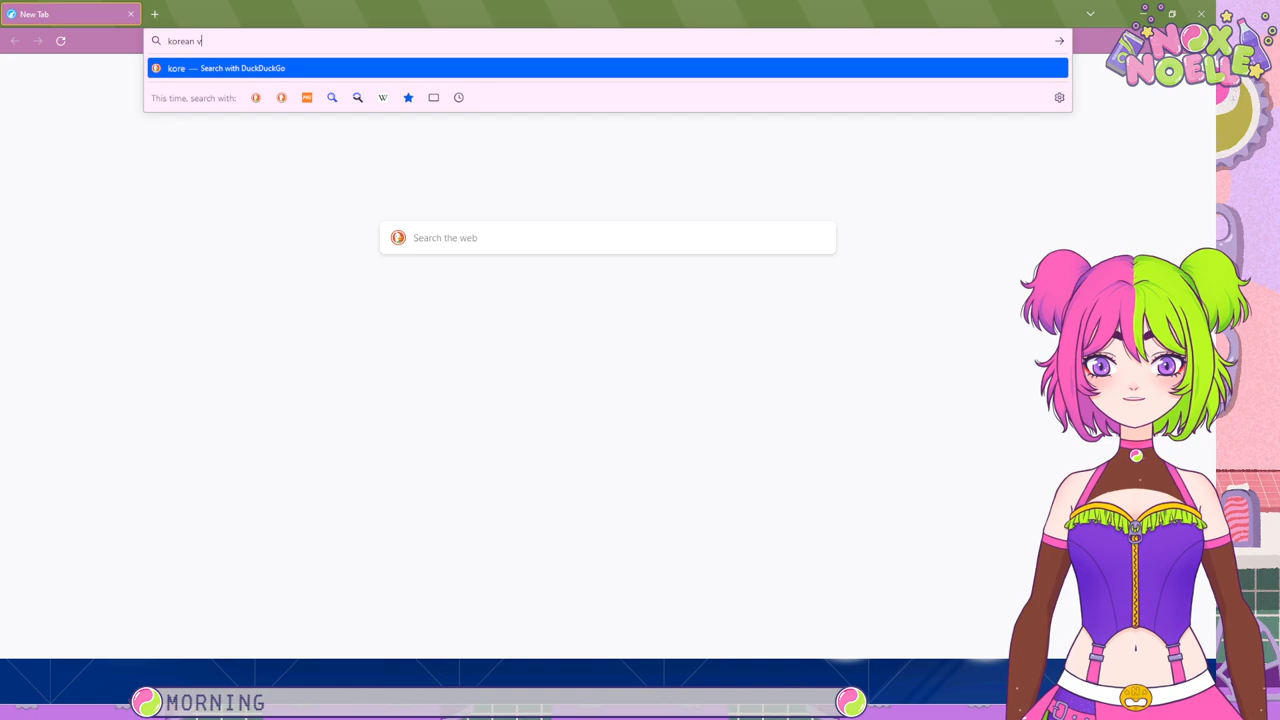 New Tab
korean v
kore — Search with DuckDuckGo
This time, search with:
W
Search the web
NOX
NOELLE
MORNING